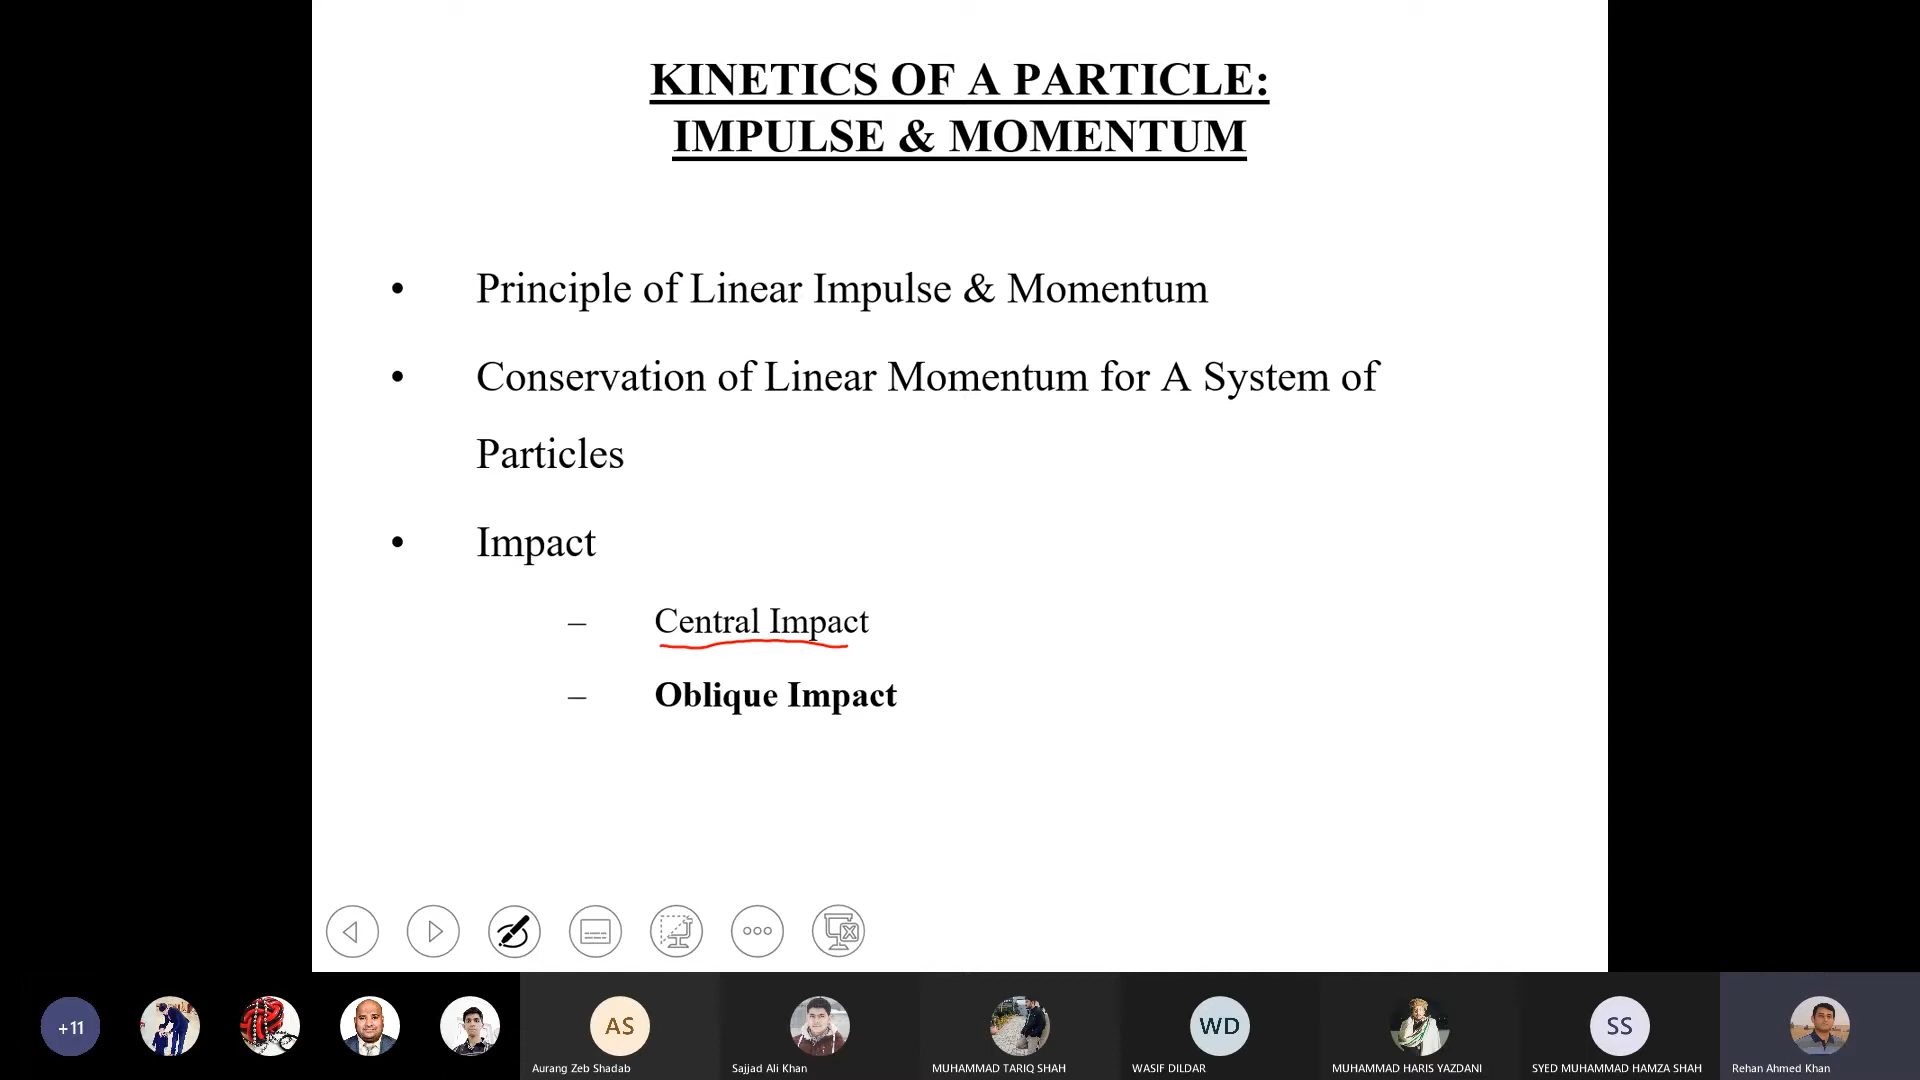 KINETICS OF A PARTICLE:
IMPULSE & MOMENTUM
• Principle of Linear Impulse & Momentum
• Conservation of Linear Momentum for A System of
Particles
• Impact
– Central Impact
– Oblique Impact
+11
AS
WD
SS
Aurang Zeb Shadab
Sajjad Ali Khan
MUHAMMAD TARIQ SHAH
WASIF DILDAR
MUHAMMAD HARIS YAZDANI
SYED MUHAMMAD HAMZA SHAH
Rehan Ahmed Khan